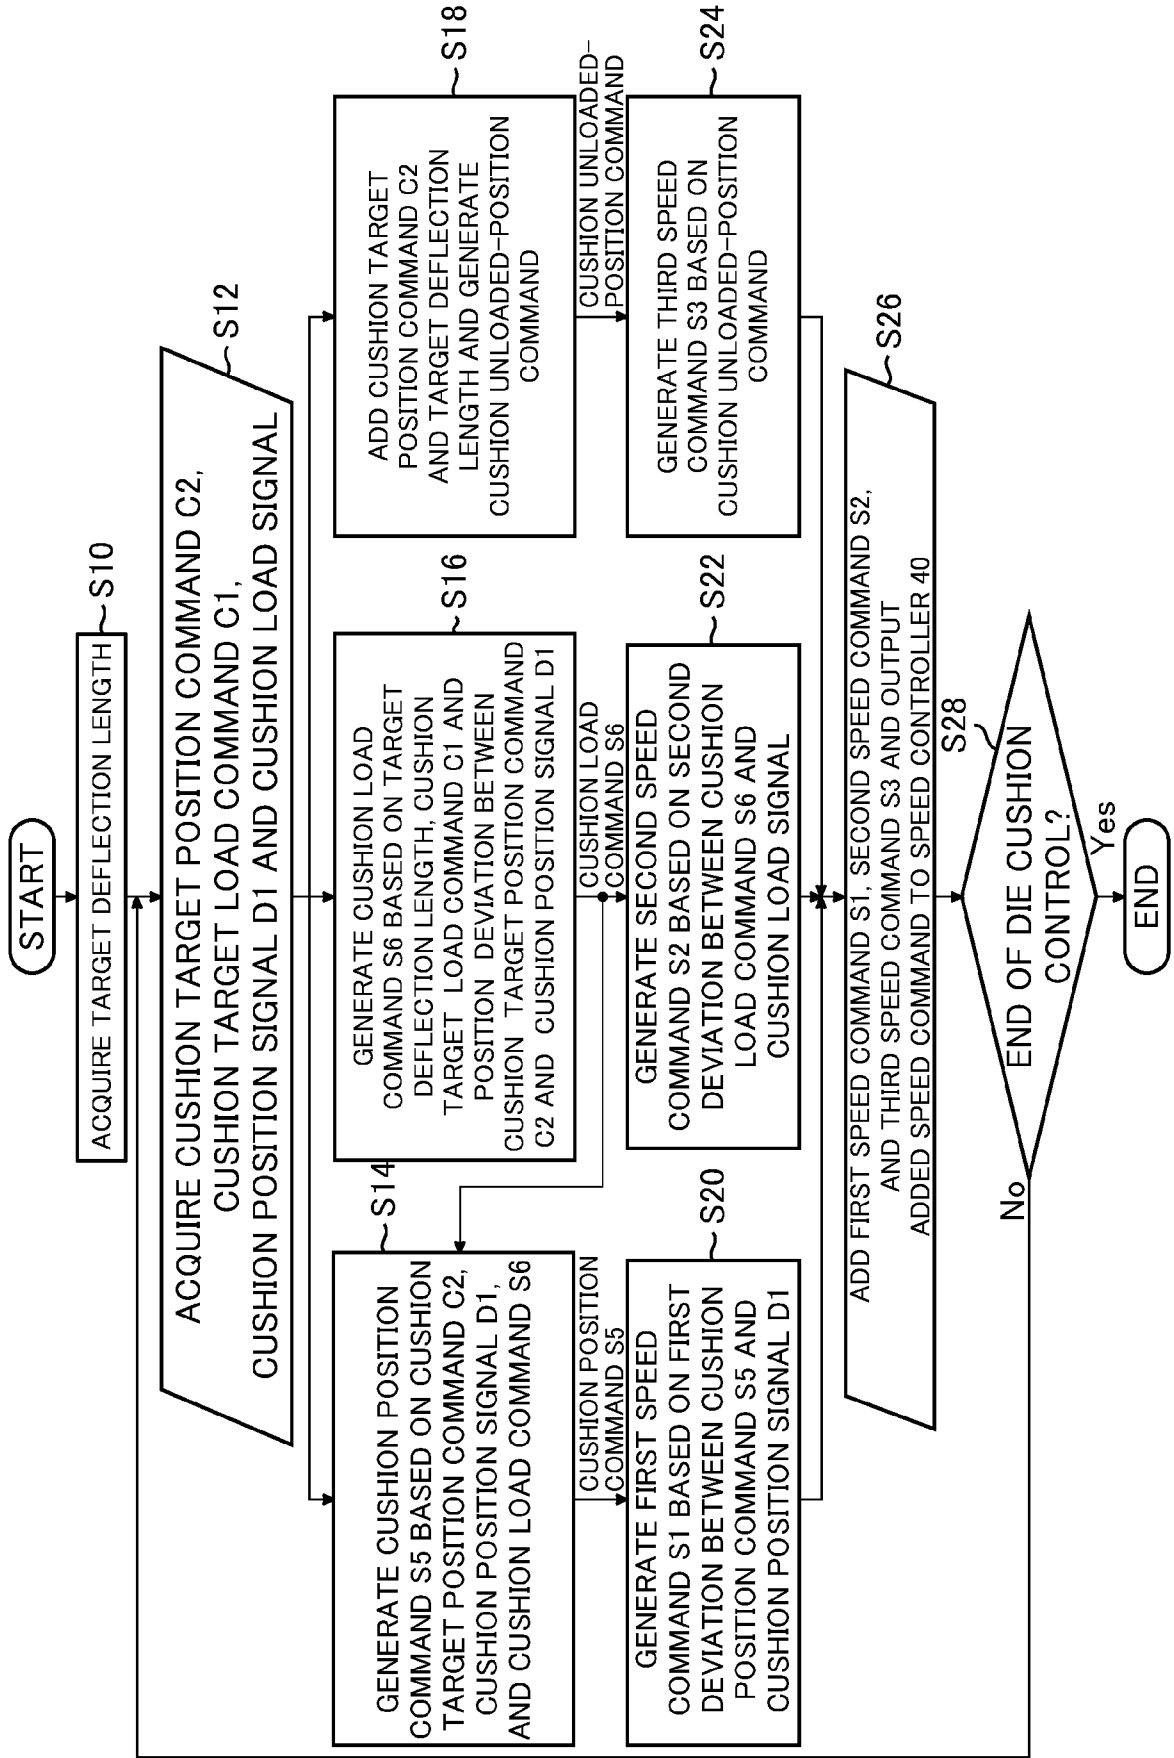 START
ACQUIRE TARGET DEFLECTION LENGTH
S10
ACQUIRE CUSHION TARGET POSITION COMMAND C2,
CUSHION TARGET LOAD COMMAND C1,
CUSHION POSITION SIGNAL D1 AND CUSHION LOAD SIGNAL
S12
GENERATE CUSHION POSITION
COMMAND S5 BASED ON CUSHION
TARGET POSITION COMMAND C2,
CUSHION POSITION SIGNAL D1,
AND CUSHION LOAD COMMAND S6
S14
GENERATE CUSHION LOAD
COMMAND S6 BASED ON TARGET
DEFLECTION LENGTH, CUSHION
TARGET LOAD COMMAND C1 AND
POSITION DEVIATION BETWEEN
CUSHION TARGET POSITION COMMAND
C2 AND CUSHION POSITION SIGNAL D1
S16
ADD CUSHION TARGET
POSITION COMMAND C2
AND TARGET DEFLECTION
LENGTH AND GENERATE
CUSHION UNLOADED-POSITION
COMMAND
S18
CUSHION POSITION
COMMAND S5
CUSHION LOAD
COMMAND S6
CUSHION UNLOADED-
POSITION COMMAND
GENERATE FIRST SPEED
COMMAND S1 BASED ON FIRST
DEVIATION BETWEEN CUSHION
POSITION COMMAND S5 AND
CUSHION POSITION SIGNAL D1
S20
GENERATE SECOND SPEED
COMMAND S2 BASED ON SECOND
DEVIATION BETWEEN CUSHION
LOAD COMMAND S6 AND
CUSHION LOAD SIGNAL
S22
GENERATE THIRD SPEED
COMMAND S3 BASED ON
CUSHION UNLOADED-POSITION
COMMAND
S24
ADD FIRST SPEED COMMAND S1, SECOND SPEED COMMAND S2,
AND THIRD SPEED COMMAND S3 AND OUTPUT
ADDED SPEED COMMAND TO SPEED CONTROLLER 40
S26
END OF DIE CUSHION
CONTROL?
S28
No
Yes
END